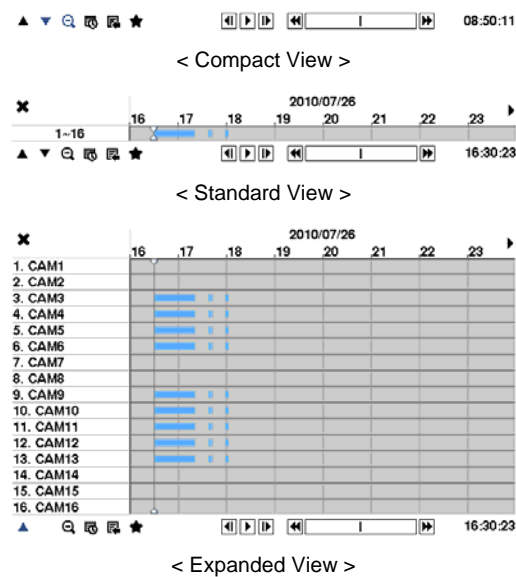 08:50:11
< Compact View >
2010/07/26
16 17 18 19 20 21 22 23
1~16
16:30:23
< Standard View >
2010/07/26
16 17 18 19 20 21 22 23
1. CAM1
2. CAM2
3. CAM3
4. CAM4
5. CAM5
6. CAM6
7. CAM7
8. CAM8
9. CAM9
10. CAM10
11. CAM11
12. CAM12
13. CAM13
14. CAM14
15. CAM15
16. CAM16
16:30:23
< Expanded View >